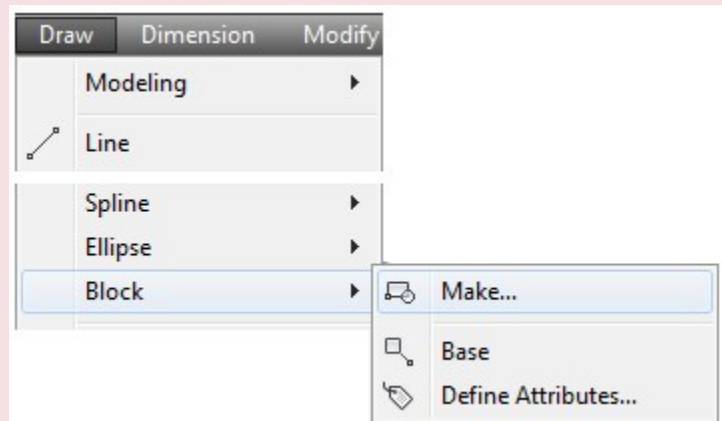 Draw Dimension Modify
Modeling
Line
Spline
Ellipse
Block
Make...
Base
Define Attributes...